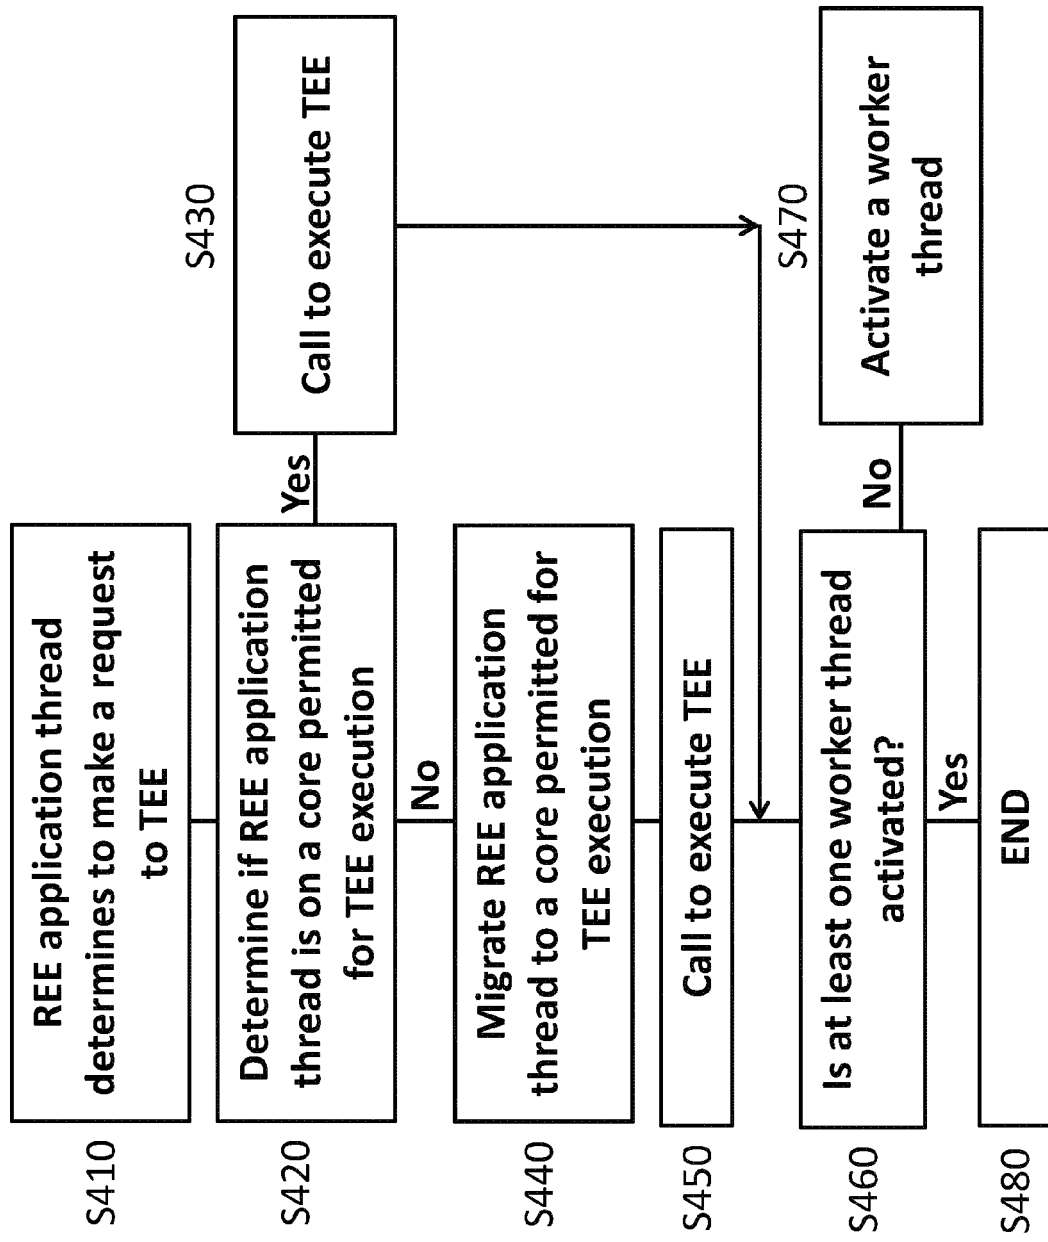 S410
REE application thread
determines to make a request
to TEE
S420
Determine if REE application
thread is on a core permitted
for TEE execution
Yes
S430
Call to execute TEE
No
S440
Migrate REE application
thread to a core permitted for
TEE execution
S450
Call to execute TEE
S460
Is at least one worker thread
activated?
No
S470
Activate a worker
thread
Yes
S480
END